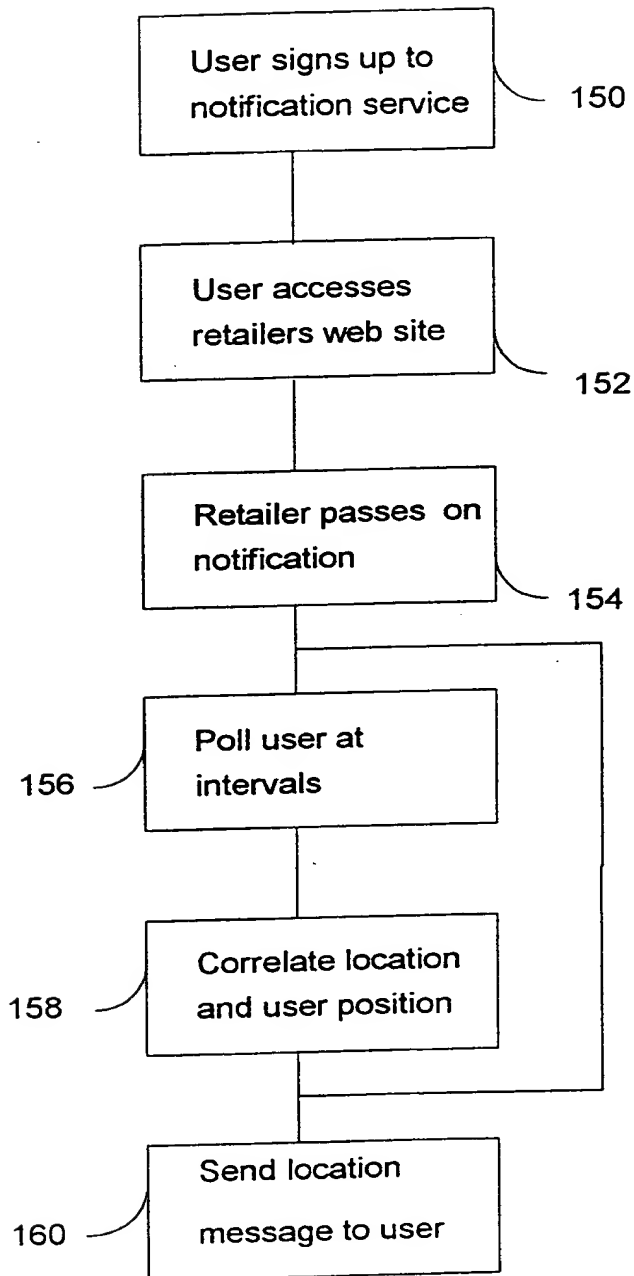 User signs up to
notification service
150
User accesses
retailers web site
152
Retailer passes on
notification
154
Poll user at
intervals
156
Correlate location
and user position
158
Send location
message to user
160